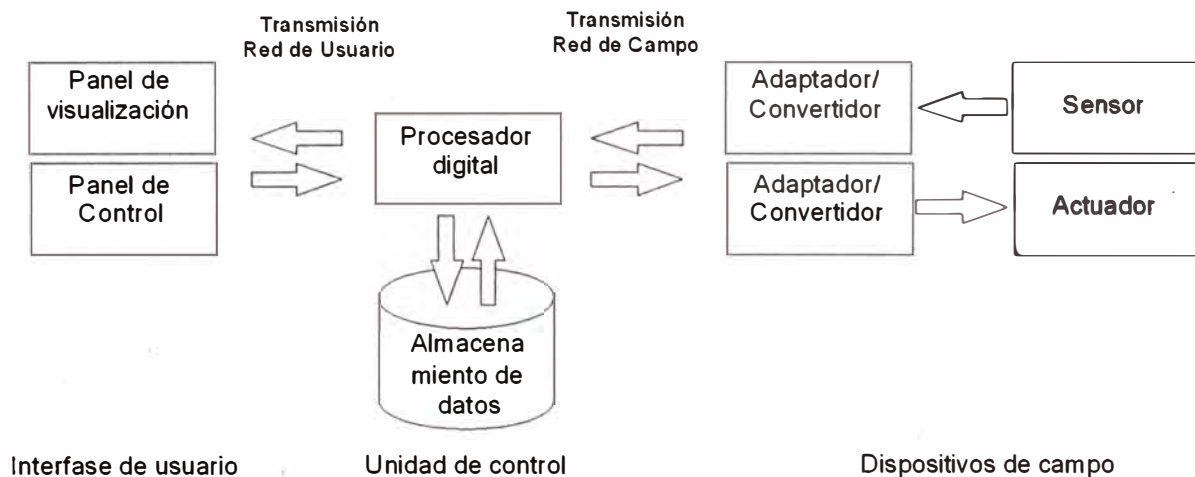 Transmisión
Red de Usuario
Transmisión
Red de Campo
Panel de
visualización
Panel de
Control
Procesador
digital
Almacena
miento de
datos
Adaptador/
Convertidor
Adaptador/
Convertidor
Sensor
Actuador
Interfase de usuario
Unidad de control
Dispositivos de campo